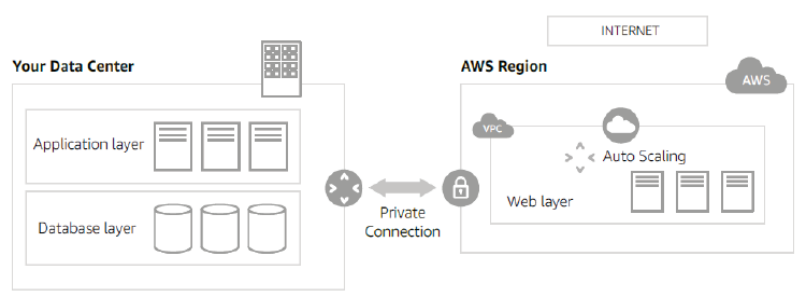 INTERNET
Your Data Center
AWS Region
AWS
Application layer
VPC
Auto Scaling
Web layer
Database layer
Private
Connection